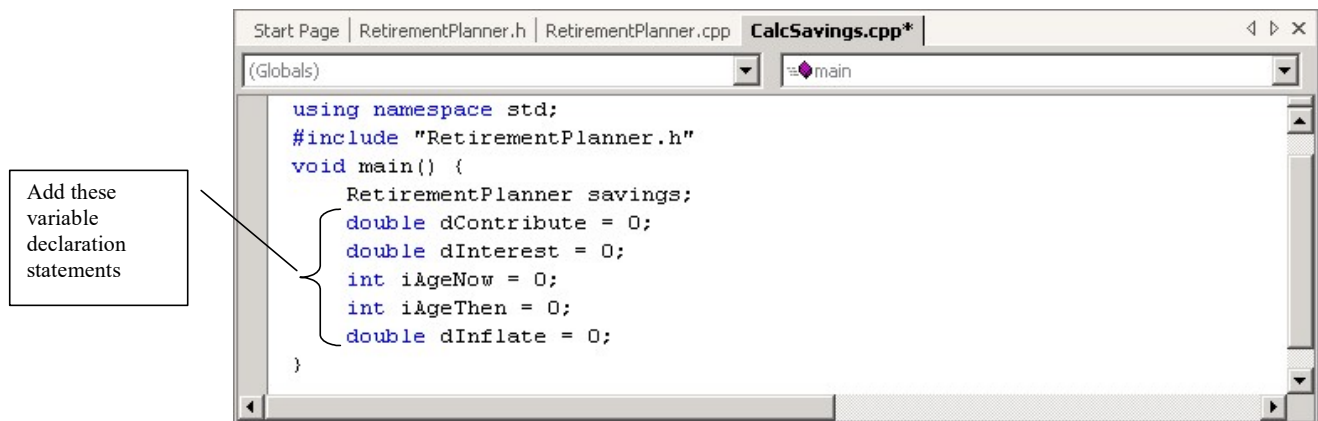 Start Page | RetirementPlanner.h | RetirementPlanner.cpp CalcSavings.cpp*
(Globals) main
Add these
variable
declaration
statements
using namespace std;
#include "RetirementPlanner.h"
void main() {
RetirementPlanner savings;
double dContribute = 0;
double dInterest = 0;
int iAgeNow = 0;
int iAgeThen = 0;
double dInflate = 0;
}